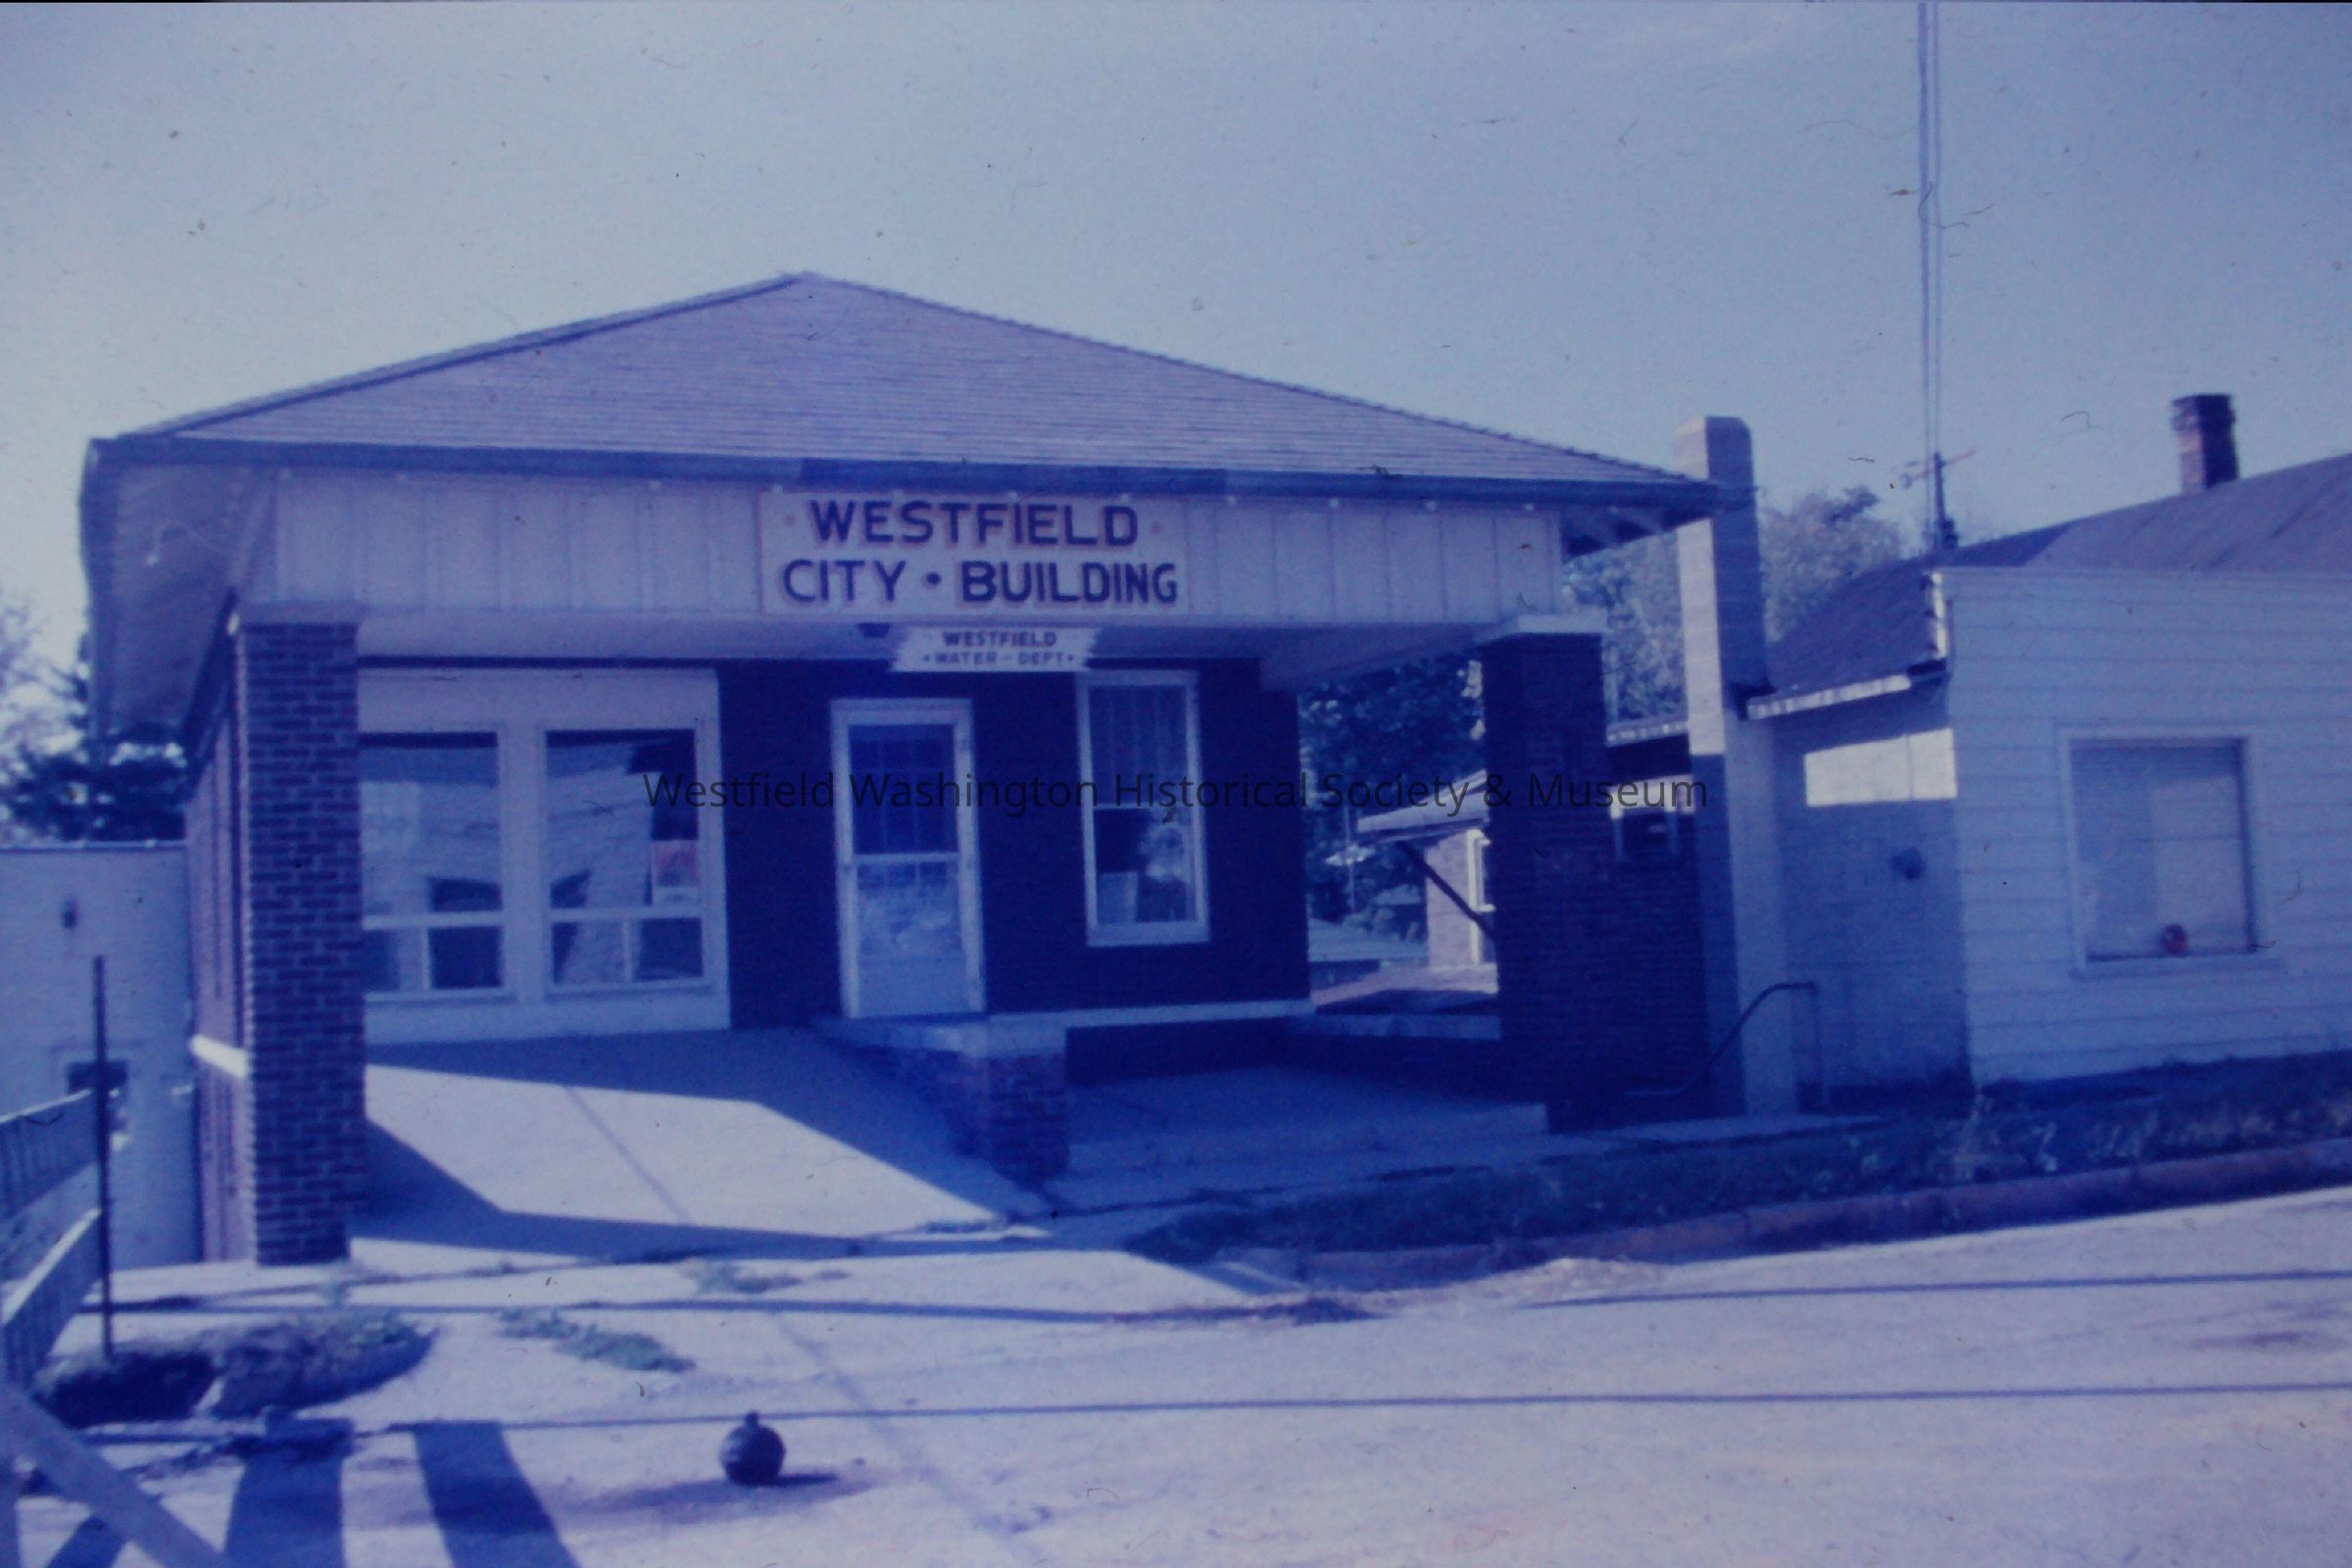 WESTFIELD
CITY • BUILDING
WESTFIELD
• WATER - DEPT •
Westfield Washington Historical Society & Museum